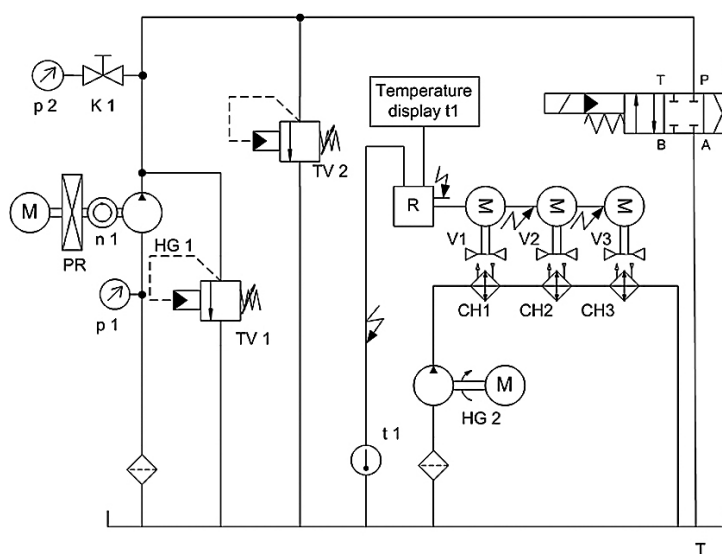 p 2
K 1
Temperature
display t1
T
P
B
A
TV 2
M
n 1
PR
HG 1
p 1
TV 1
R
M
M
M
V1
V2
V3
CH1
CH2
CH3
M
HG 2
t 1
T